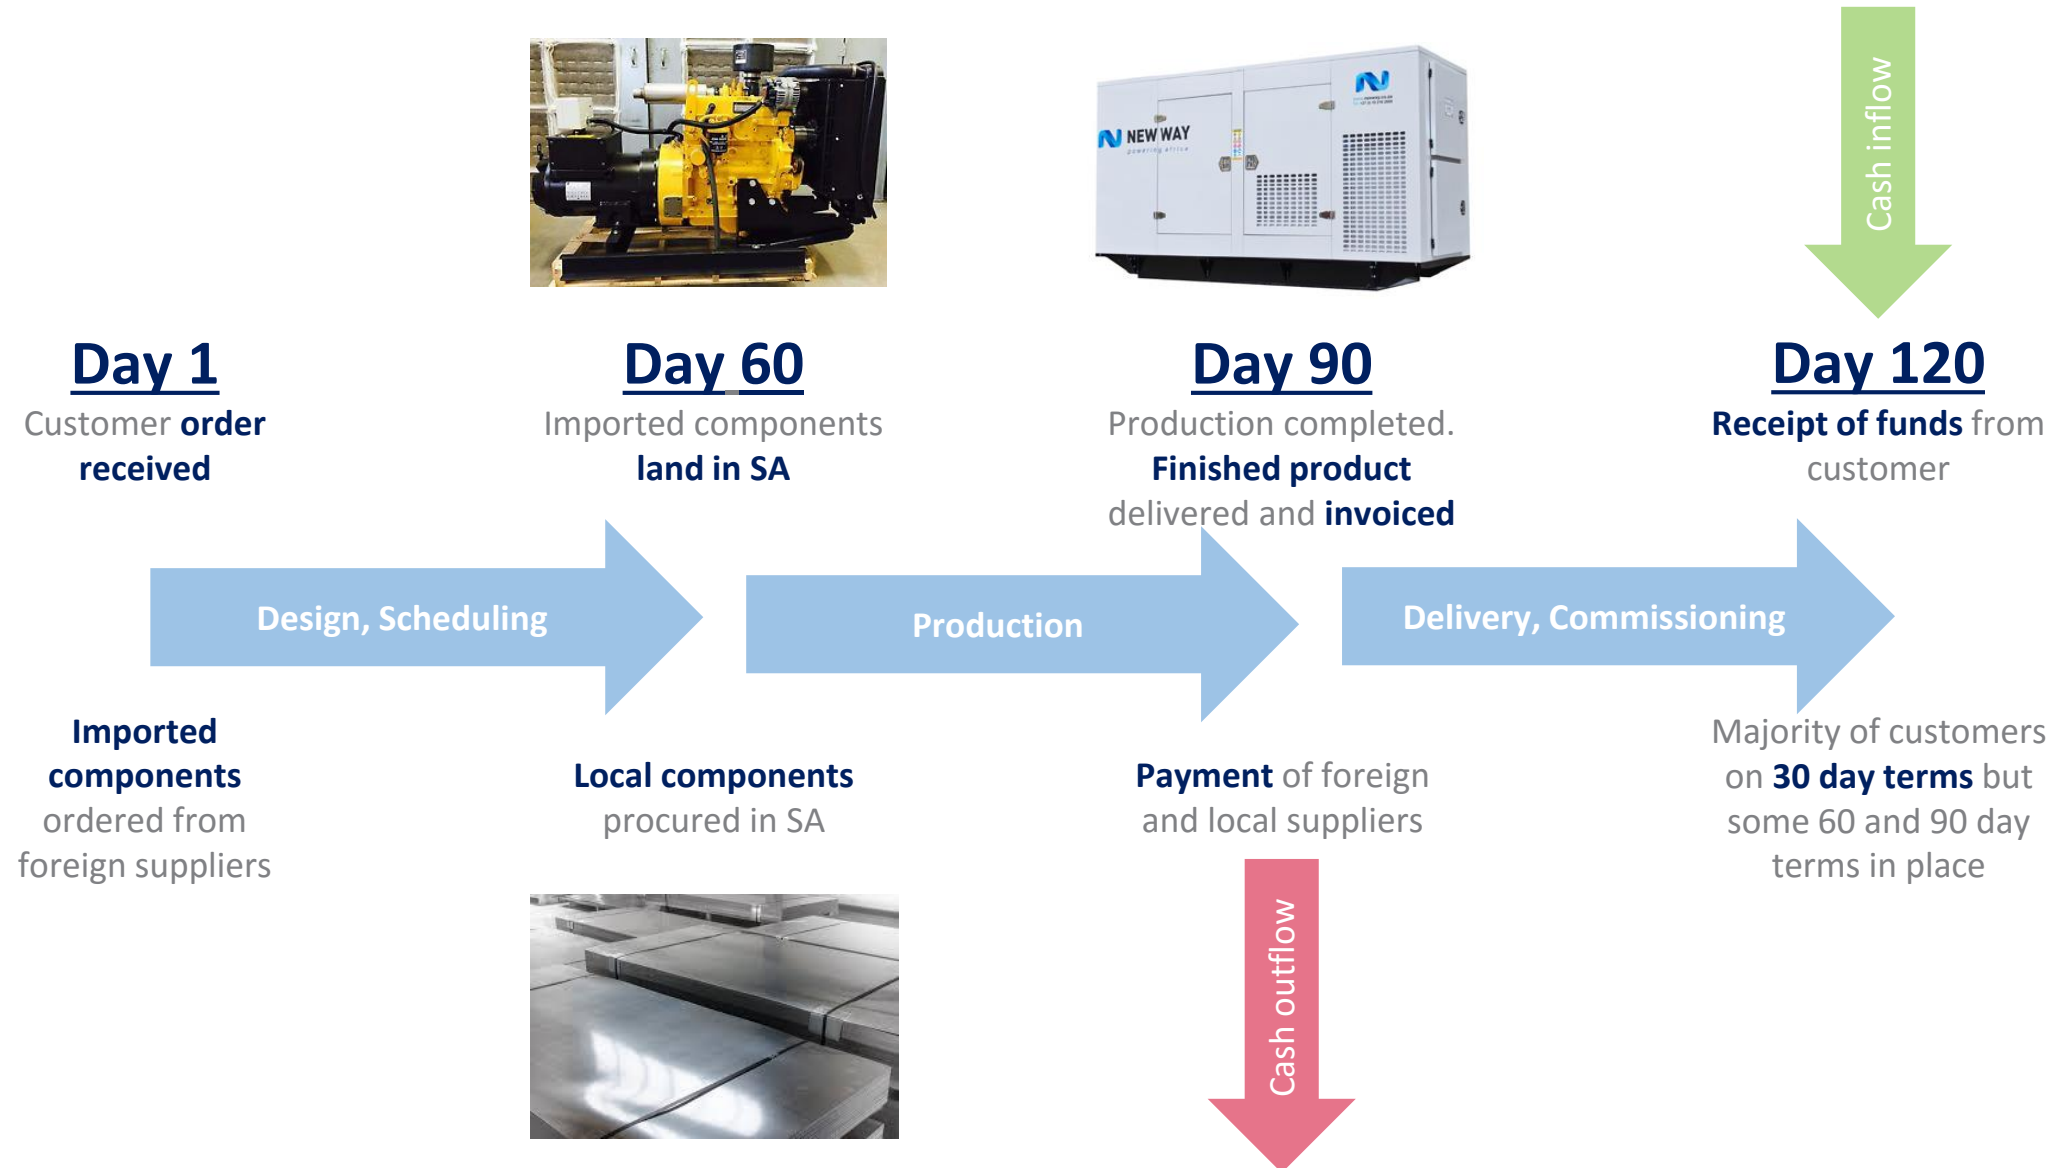 Cash inflow
NEW WAY
powering africa
Day 1
Customer order
received
Day 60
Imported components
land in SA
Day 90
Production completed.
Finished product
delivered and invoiced
Day 120
Receipt of funds from
customer
Design, Scheduling
Production
Delivery, Commissioning
Imported
components
ordered from
foreign suppliers
Local components
procured in SA
Payment of foreign
and local suppliers
Majority of customers
on 30 day terms but
some 60 and 90 day
terms in place
Cash outflow